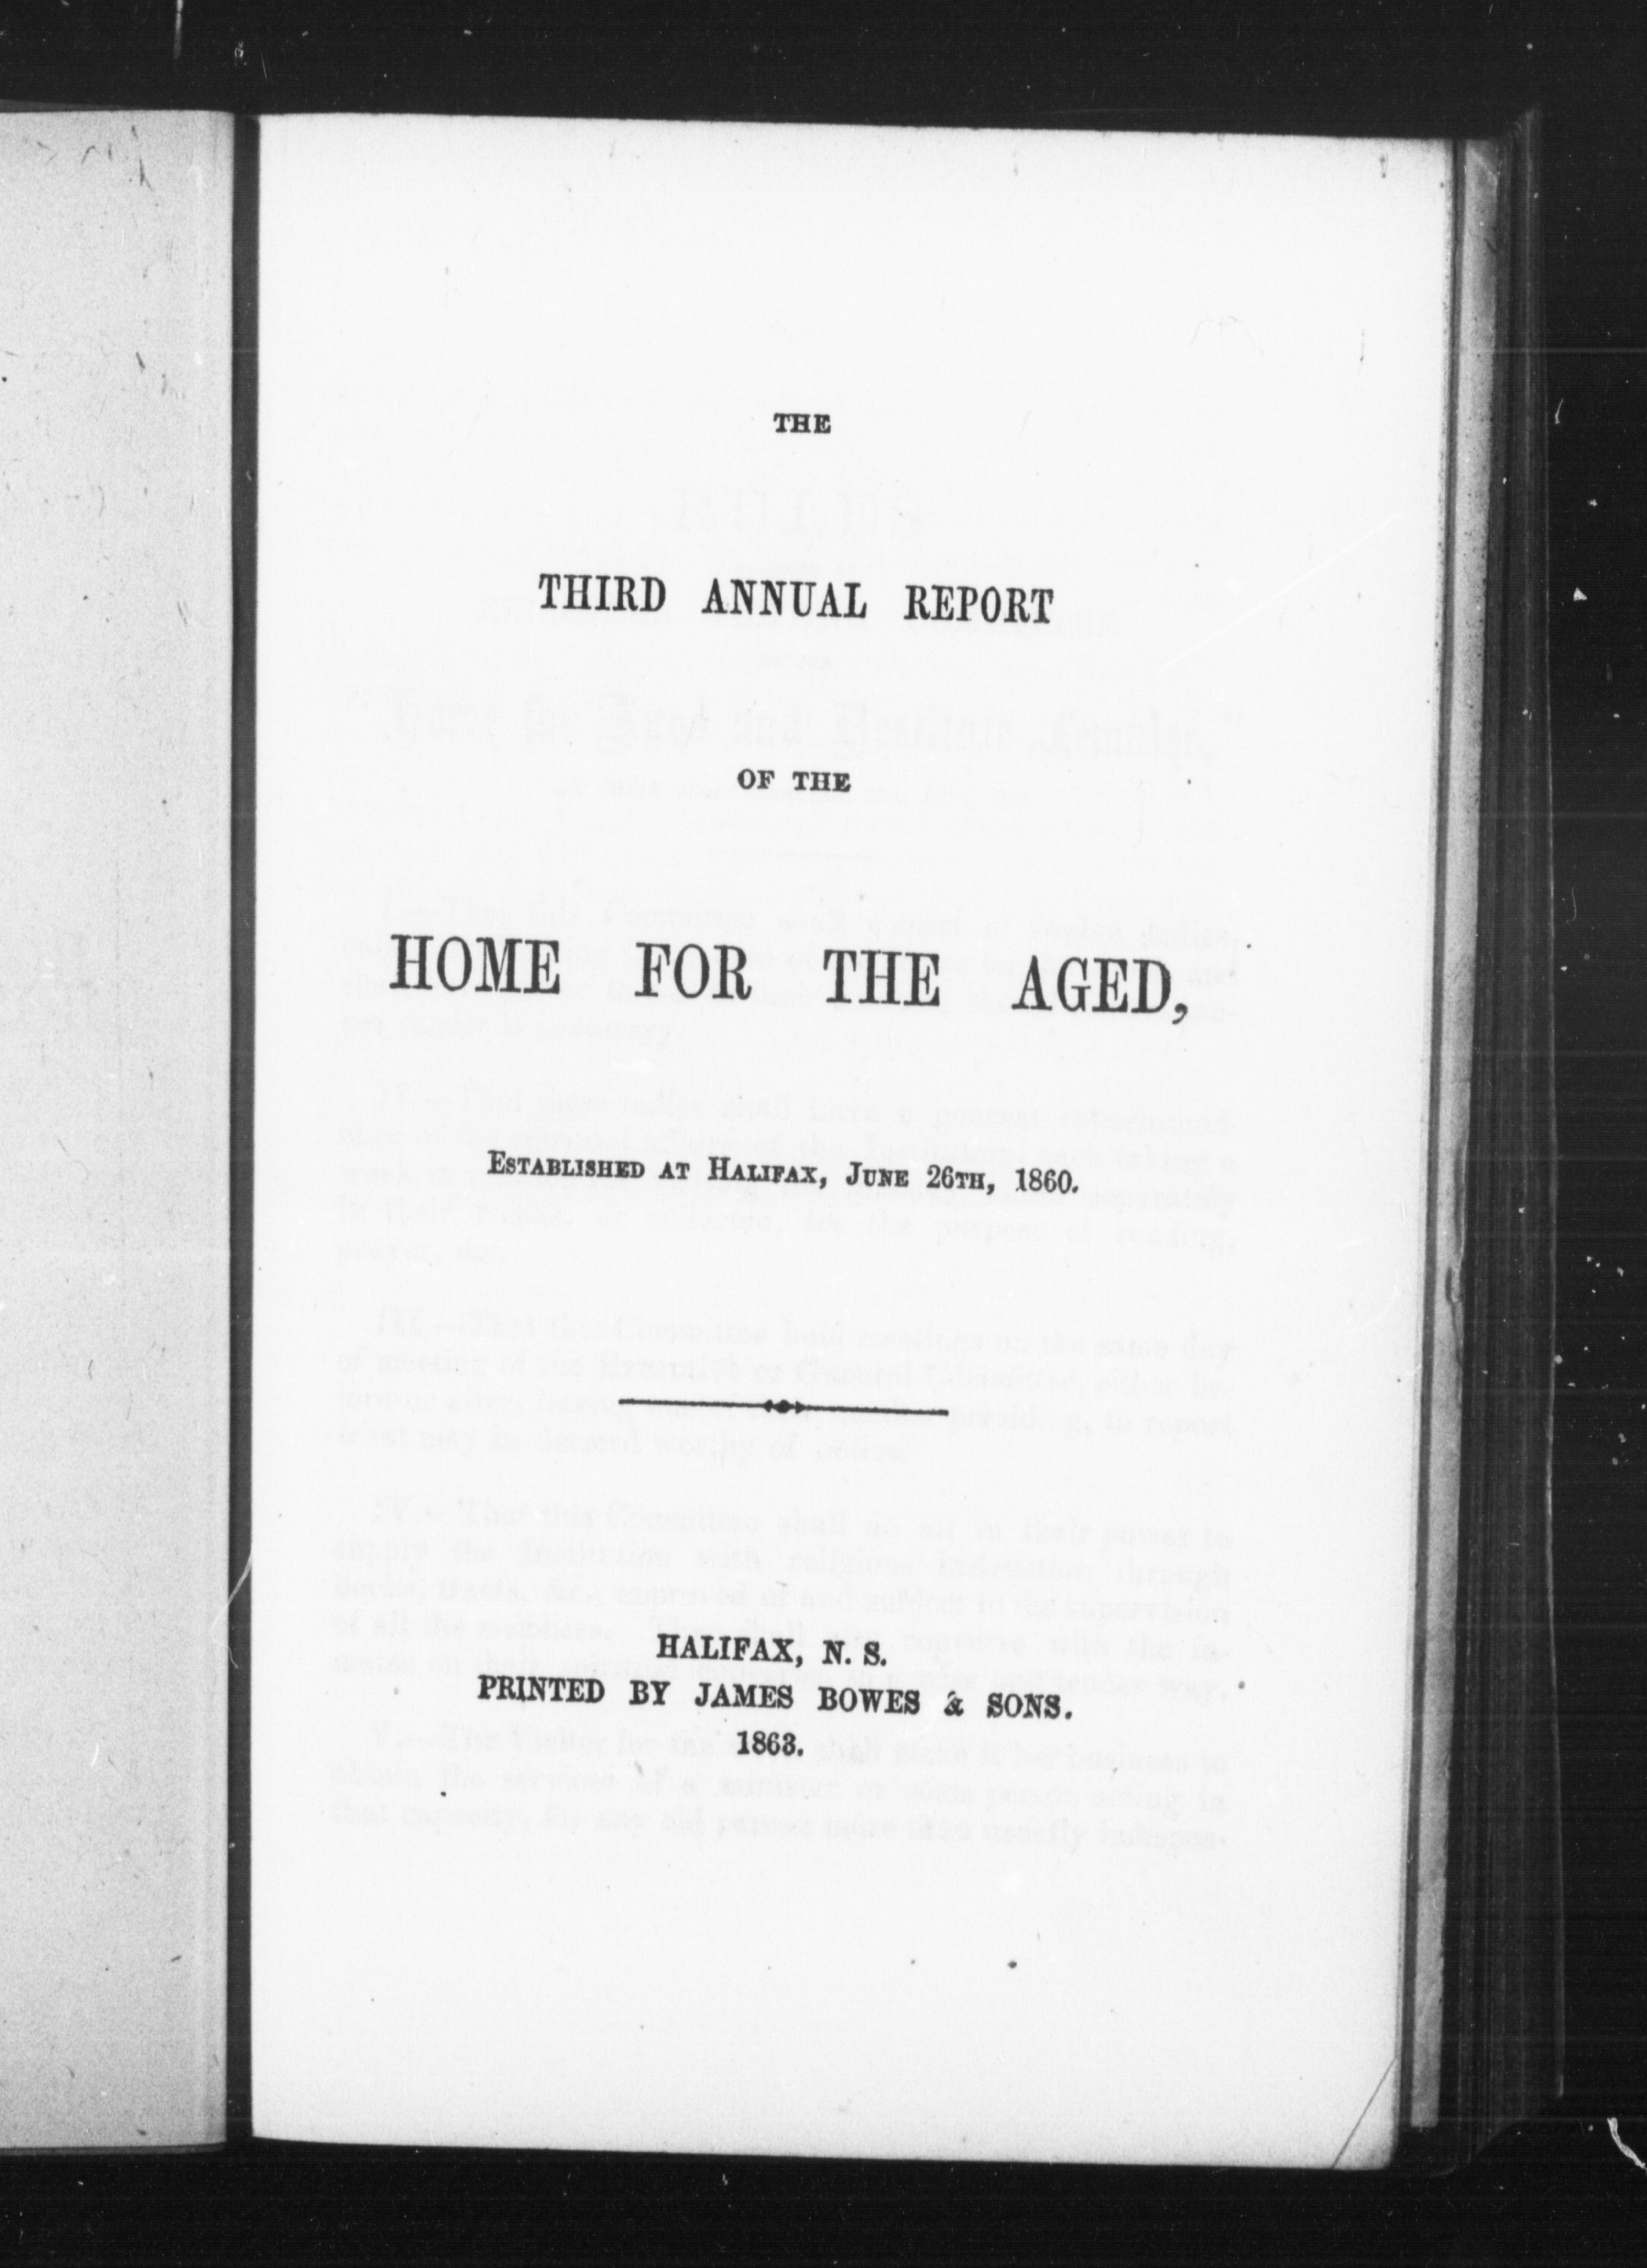 THE
THIRD ANNUAL REPORT
OF THE
HOME FOR THE AGED,
ESTABLISHED AT HALIFAX, JUNE 26TH, 1860.
HALIFAX, N. S.
PRINTED BY JAMES BOWES & SONS.
1863.